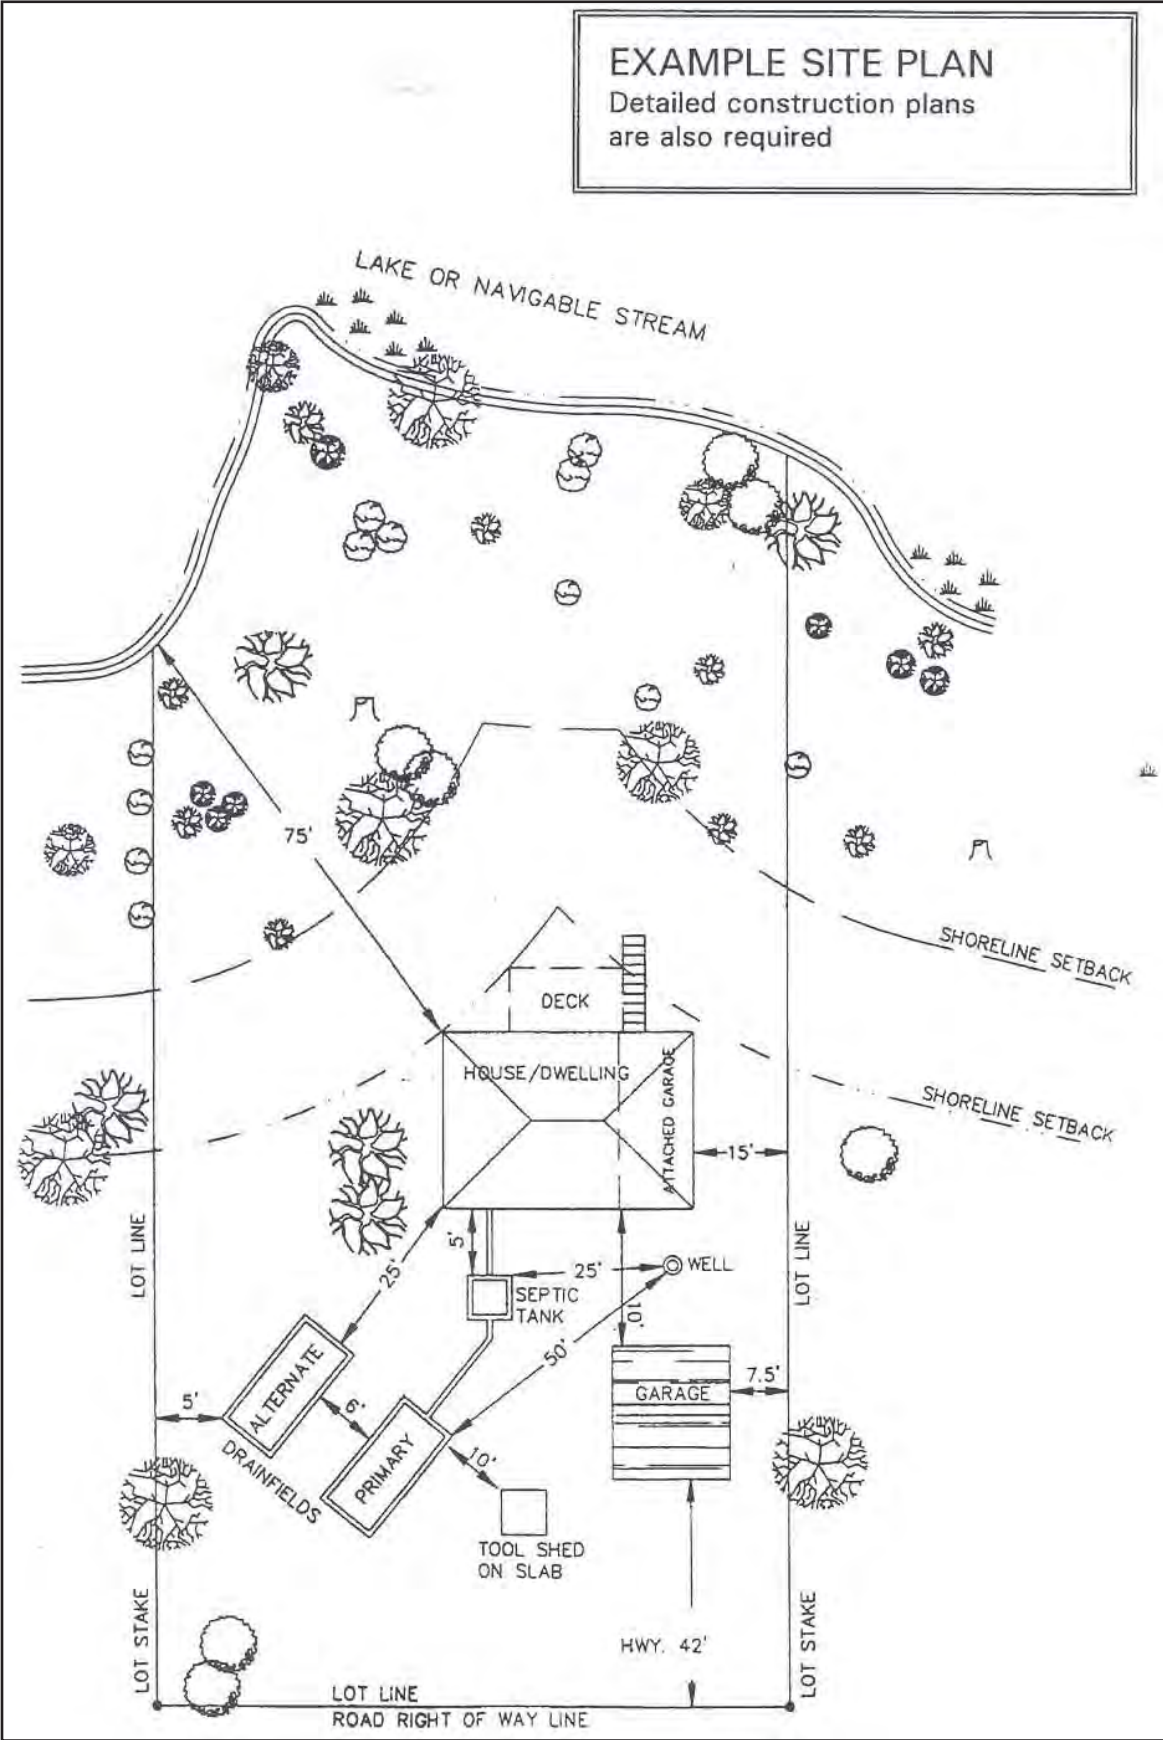 EXAMPLE SITE PLAN
Detailed construction plans
are also required
LAKE OR NAVIGABLE STREAM
75'
SHORELINE SETBACK
DECK
HOUSE/DWELLING
ATTACHED GARAGE
SHORELINE SETBACK
15'
LOT LINE
LOT LINE
5'
25'
25'
WELL
SEPTIC
TANK
10'
50'
ALTERNATE
5'
6'
GARAGE
7.5'
DRAINFIELDS
PRIMARY
10'
TOOL SHED
ON SLAB
LOT STAKE
LOT STAKE
HWY. 42'
LOT LINE
ROAD RIGHT OF WAY LINE